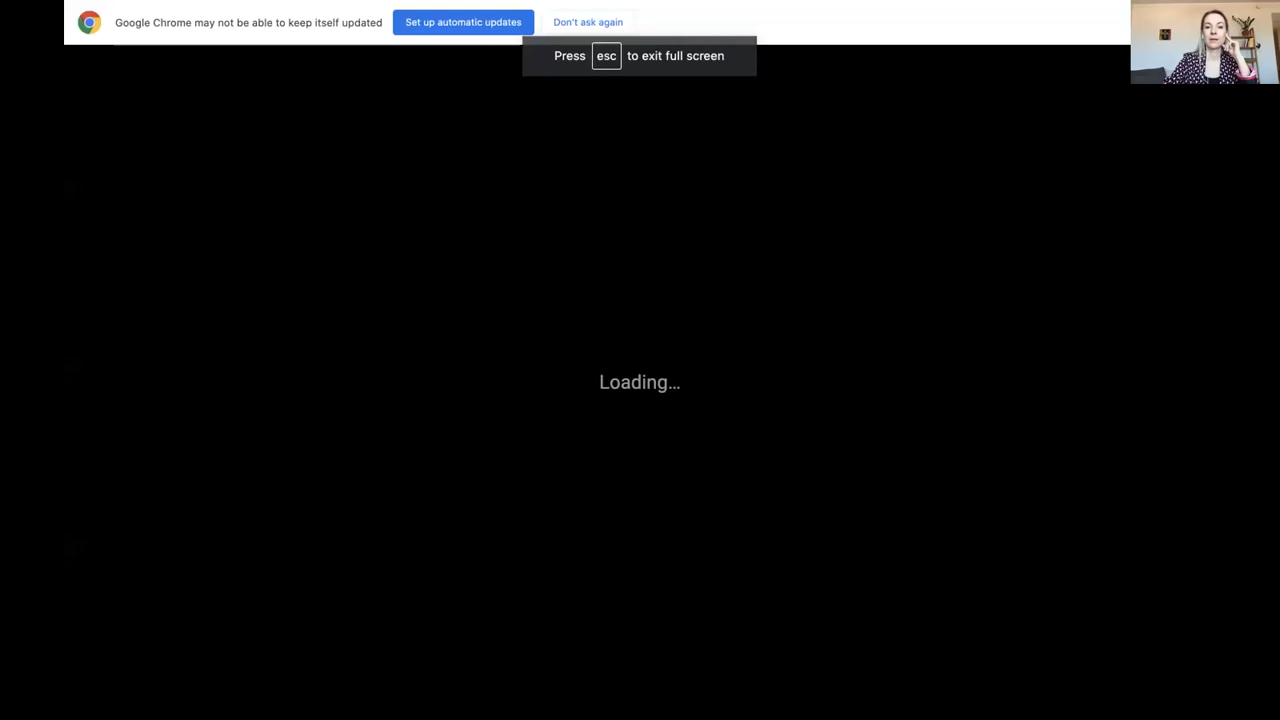 Google Chrome may not be able to keep itself updated Set up automatic updates Don't ask again
Press esc to exit full screen
Loading...